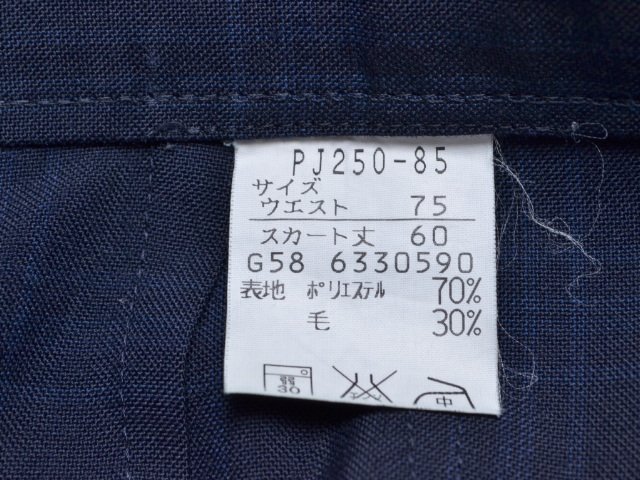 PJ250-85
サイズ
ウエスト 75
スカート丈 60
G58 6330590
表地 ポリエステル 70%
毛 30%
30 中